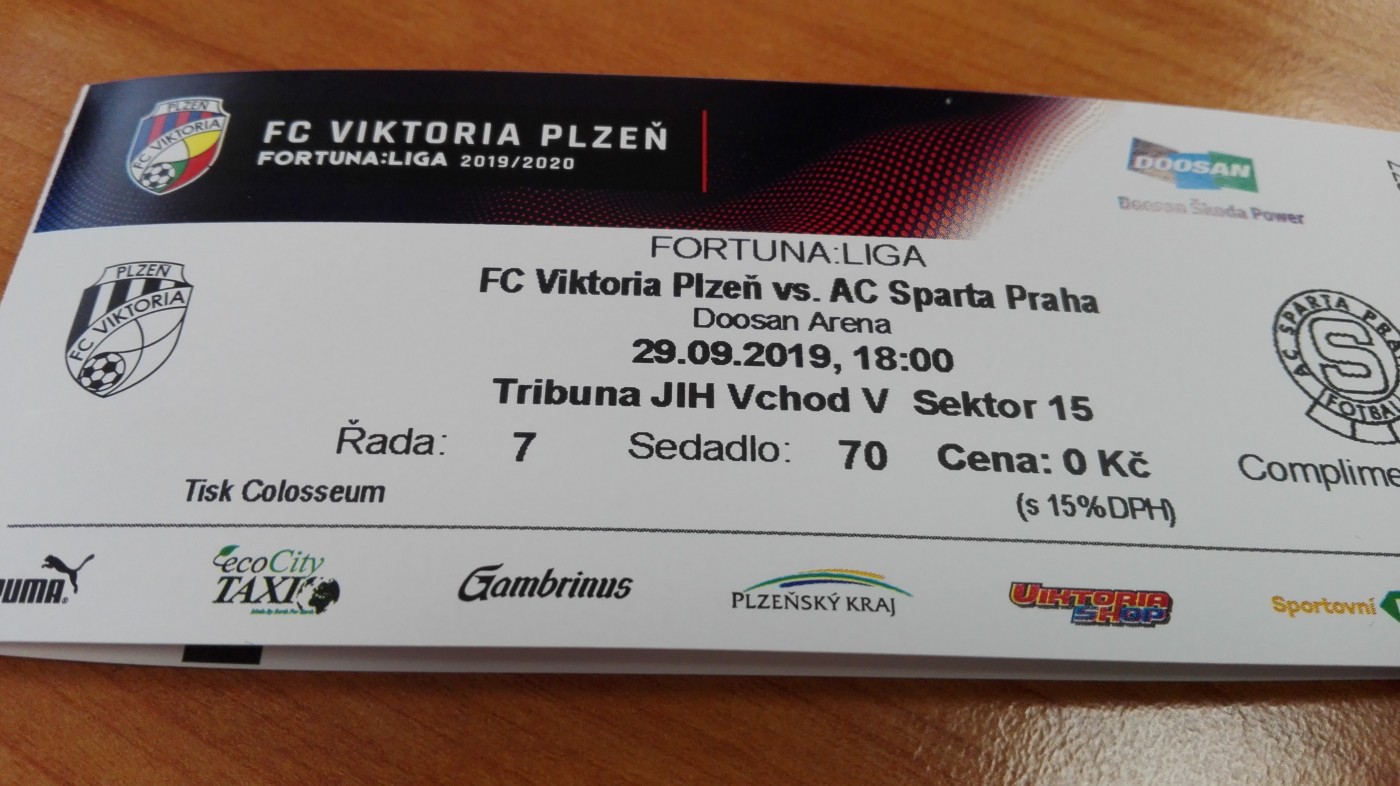 PLZEŇ
FC VIKTORIA
FC VIKTORIA PLZEŇ
FORTUNA:LIGA 2019/2020
DOOSAN
Doosan Škoda Power
FORTUNA:LIGA
PLZEŇ
FC VIKTORIA
FC Viktoria Plzeň vs. AC Sparta Praha
Doosan Arena
29.09.2019, 18:00
AC SPARTA PRA
S
FOTBA
Tribuna JIH Vchod V Sektor 15
Řada: 7 Sedadlo: 70 Cena: 0 Kč Complime
(s 15%DPH)
Tisk Colosseum
PUMA
ecoCity
TAXI
Gambrinus
PLZEŇSKÝ KRAJ
VIKTORIA
SHOP
Sportovní